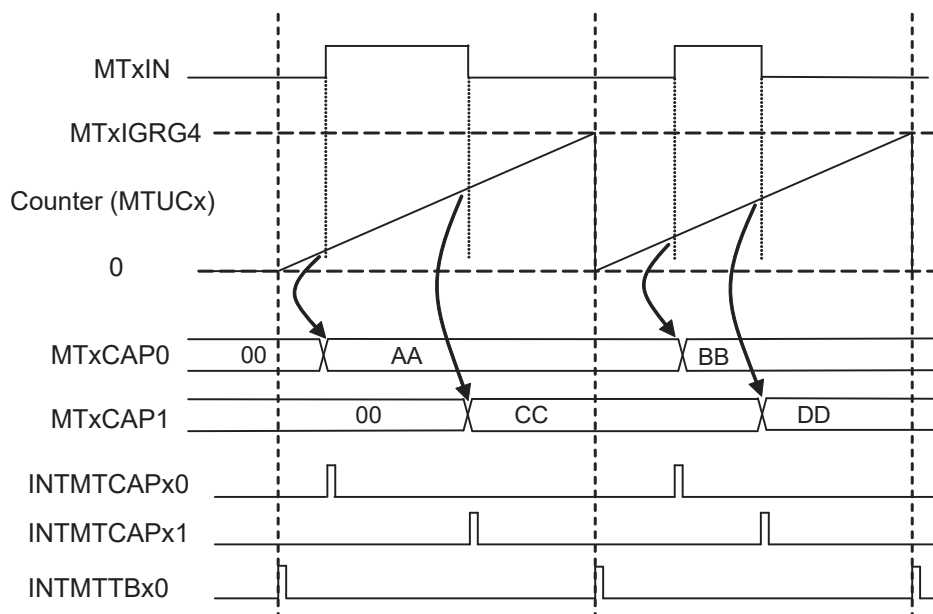 MTxIN
MTxIGRG4
Counter (MTUCx)
0
MTxCAP0 00 AA BB
MTxCAP1 00 CC DD
INTMTCAPx0
INTMTCAPx1
INTMTTBx0